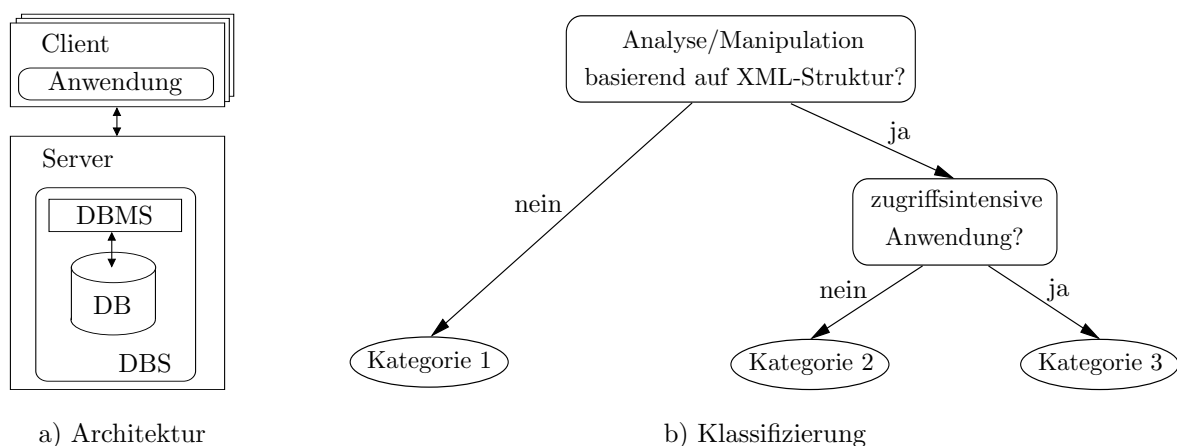 Client
Anwendung
Server
DBMS
DB
DBS
a) Architektur
Analyse/Manipulation
basierend auf XML-Struktur?
nein
ja
zugriffsintensive
Anwendung?
nein
ja
Kategorie 1
Kategorie 2
Kategorie 3
b) Klassifizierung